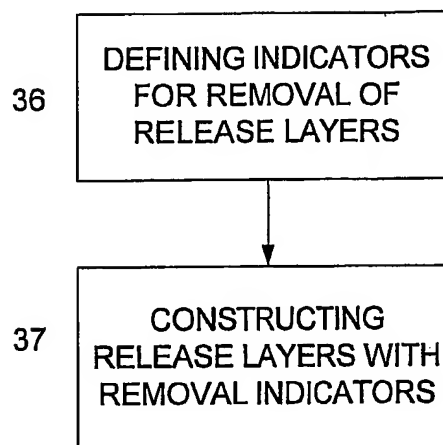 36
DEFINING INDICATORS
FOR REMOVAL OF
RELEASE LAYERS
37
CONSTRUCTING
RELEASE LAYERS WITH
REMOVAL INDICATORS